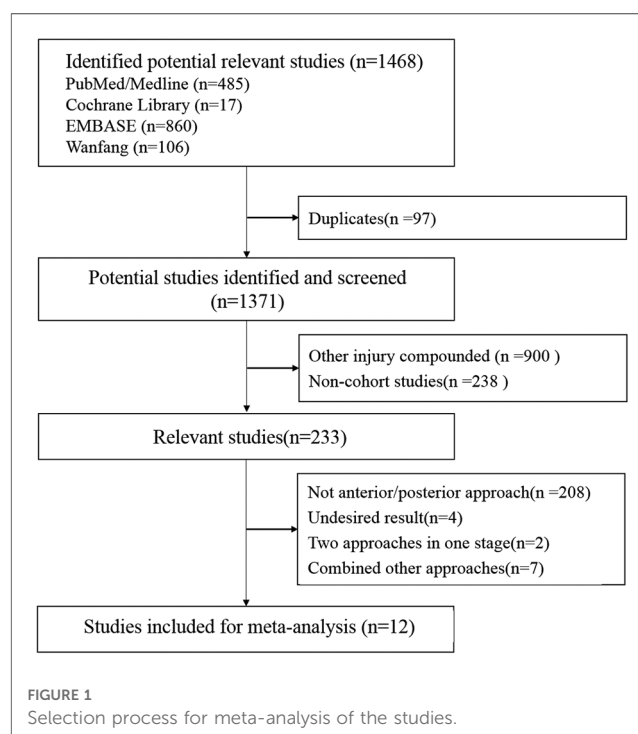 Identified potential relevant studies (n=1468)
PubMed/Medline (n=485)
Cochrane Library (n=17)
EMBASE (n=860)
Wanfang (n=106)
Duplicates(n =97)
Potential studies identified and screened
(n=1371)
Other injury compounded (n =900 )
Non-cohort studies(n =238 )
Relevant studies(n=233)
Not anterior/posterior approach(n =208)
Undesired result(n=4)
Two approaches in one stage(n=2)
Combined other approaches(n=7)
Studies included for meta-analysis (n=12)
FIGURE 1
Selection process for meta-analysis of the studies.